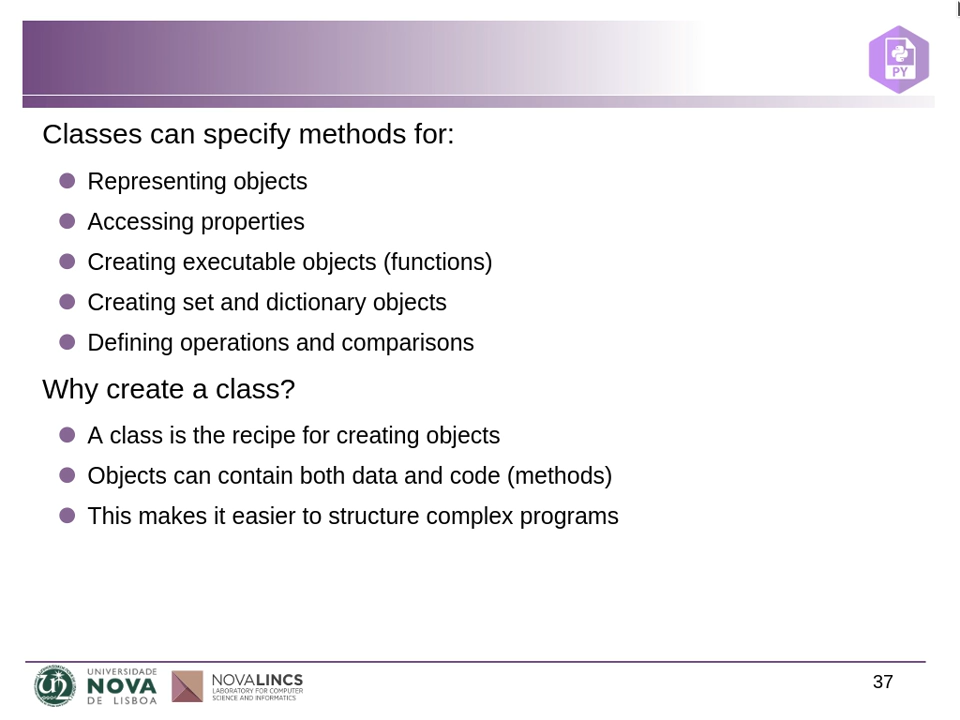 PY
Classes can specify methods for:
Representing objects
Accessing properties
Creating executable objects (functions)
Creating set and dictionary objects
Defining operations and comparisons
Why create a class?
A class is the recipe for creating objects
Objects can contain both data and code (methods)
This makes it easier to structure complex programs
UNIVERSIDADE
NOVA
DE LISBOA
NOVALINCS
LABORATORY FOR COMPUTER
SCIENCE AND INFORMATICS
37